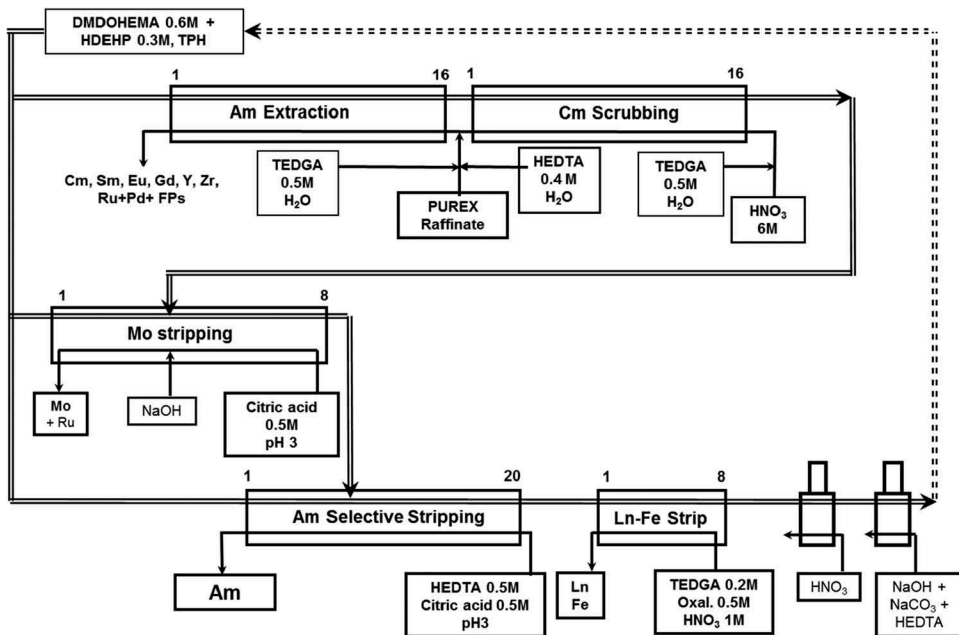 DMDOHEMA 0.6M +
HDEHP 0.3M, TPH
1
16
1
16
Am Extraction
Cm Scrubbing
Cm, Sm, Eu, Gd, Y, Zr,
Ru+Pd+ FPs
TEDGA
0.5M
H₂O
PUREX
Raffinate
HEDTA
0.4 M
H₂O
TEDGA
0.5M
H₂O
HNO₃
6M
1
8
Mo stripping
Mo
+ Ru
NaOH
Citric acid
0.5M
pH 3
1
20
1
8
Am Selective Stripping
Ln-Fe Strip
Am
HEDTA 0.5M
Citric acid 0.5M
pH3
Ln
Fe
TEDGA 0.2M
Oxal. 0.5M
HNO₃ 1M
HNO₃
NaOH +
NaCO₃ +
HEDTA